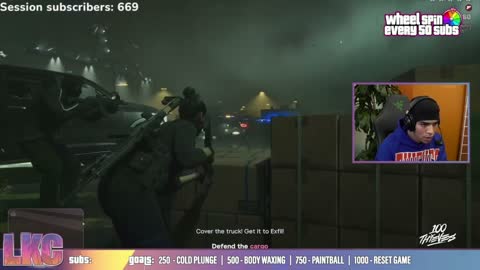 Session subscribers: 669
wheel spin
every 50 subs
Cover the truck! Get it to Exfil!
Defend the cargo
100
THIEVES
LKC
subs:
goals: 250 - COLD PLUNGE | 500 - BODY WAXING | 750 - PAINTBALL | 1000 - RESET GAME